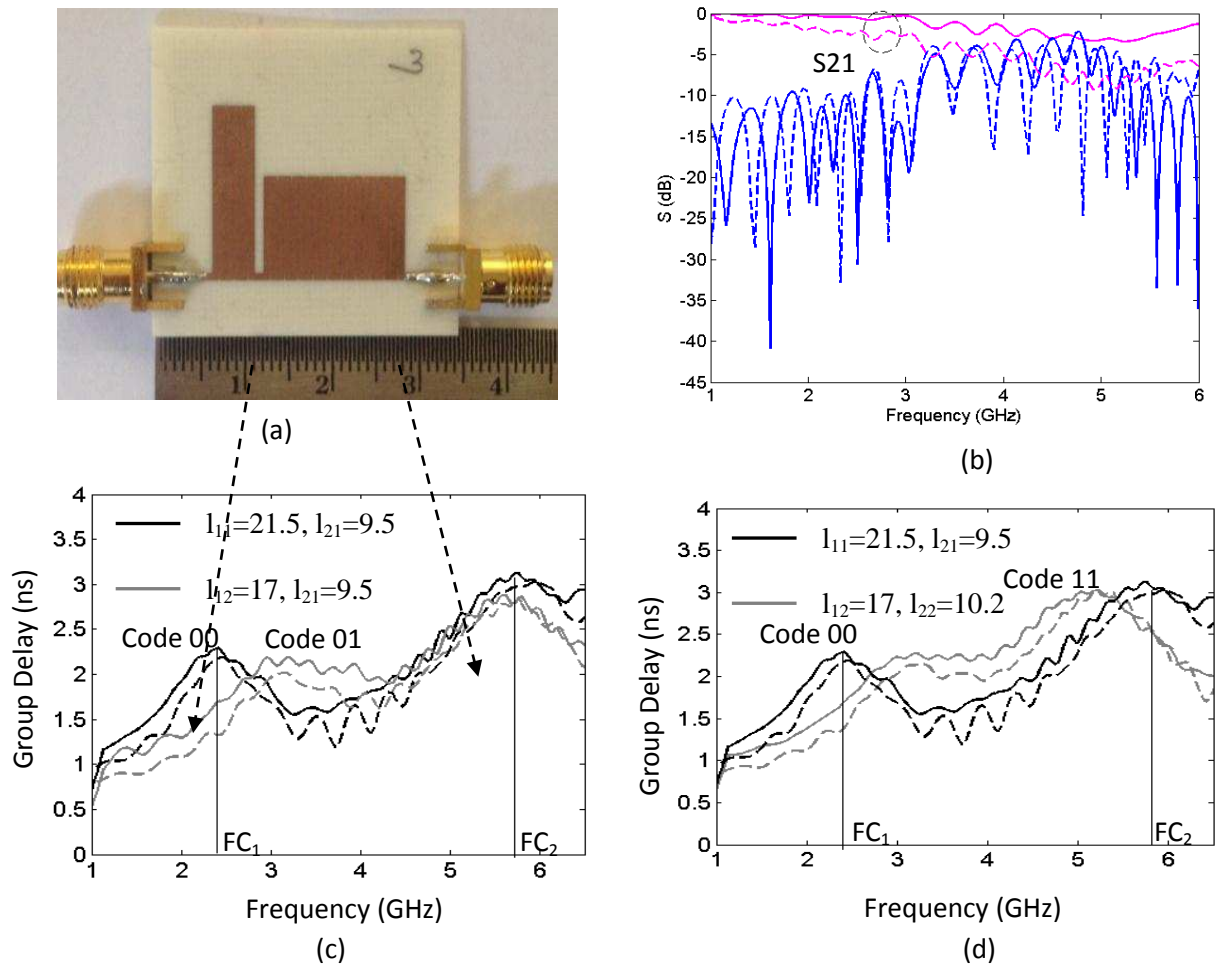 3
1 2 3 4
(a)
0
-5
-10
-15
-20
-25
-30
-35
-40
-45
S (dB)
S21
1 2 3 4 5 6
Frequency (GHz)
(b)
4
3.5
3
2.5
2
1.5
1
0.5
0
Group Delay (ns)
l₁₁=21.5, l₂₁=9.5
l₁₂=17, l₂₁=9.5
Code 00
Code 01
FC₁
FC₂
1 2 3 4 5 6
Frequency (GHz)
(c)
4
3.5
3
2.5
2
1.5
1
0.5
0
Group Delay (ns)
l₁₁=21.5, l₂₁=9.5
l₁₂=17, l₂₂=10.2
Code 11
Code 00
FC₁
FC₂
1 2 3 4 5 6
Frequency (GHz)
(d)